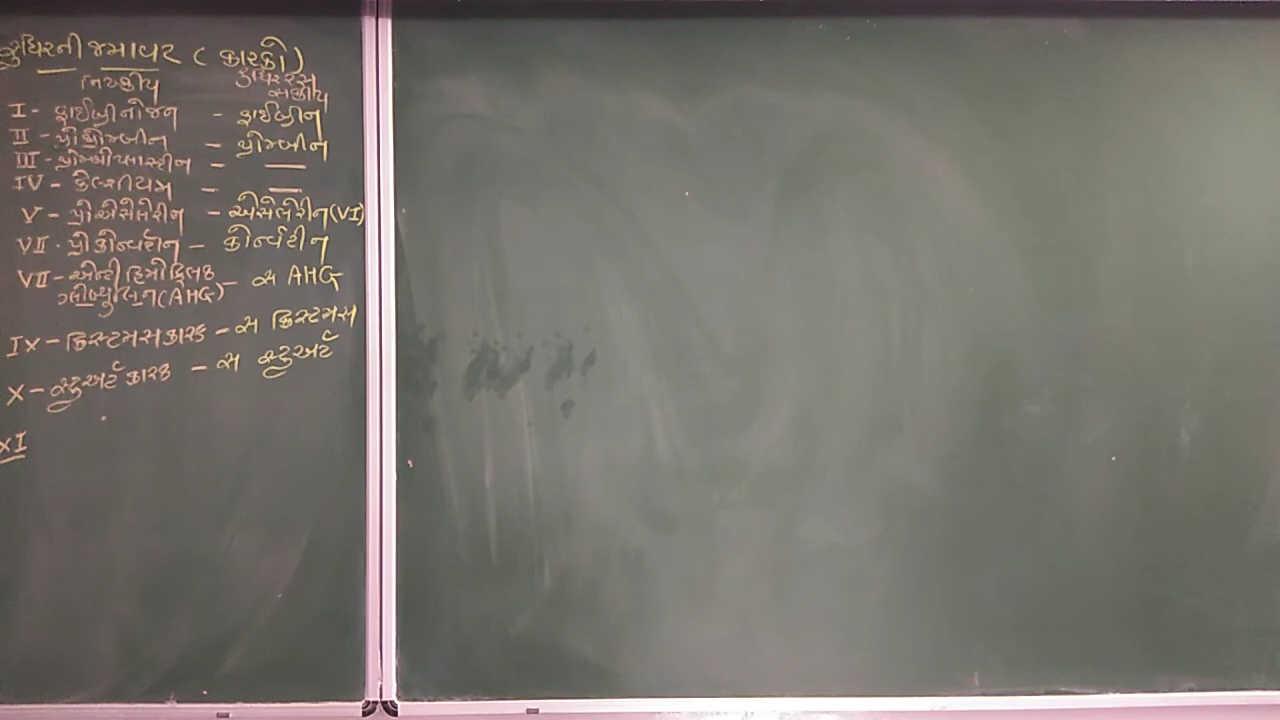 રુધિરની જમાવટ (કારકો)
નિષ્ક્રીય રુધિરરસ સક્રીય
I - ફાઈબ્રીનોજન - ફાઈબ્રીન
II - પ્રોથ્રોમ્બીન - થ્રોમ્બીન
III - થ્રોમ્બોપ્લાસ્ટીન - —
IV - કેલ્શીયમ - —
V - પ્રોએસેલેરીન - એસેલેરીન(VI)
VII - પ્રોકોન્વર્ટીન - કોન્વર્ટીન
VII - એન્ટી હિમોફિલિક - સ AHG
ગ્લોબ્યુલિન(AHG)
IX - ક્રિસ્ટમસ કારક - સ ક્રિસ્ટમસ
X - સ્ટુઅર્ટ કારક - સ સ્ટુઅર્ટ
XI